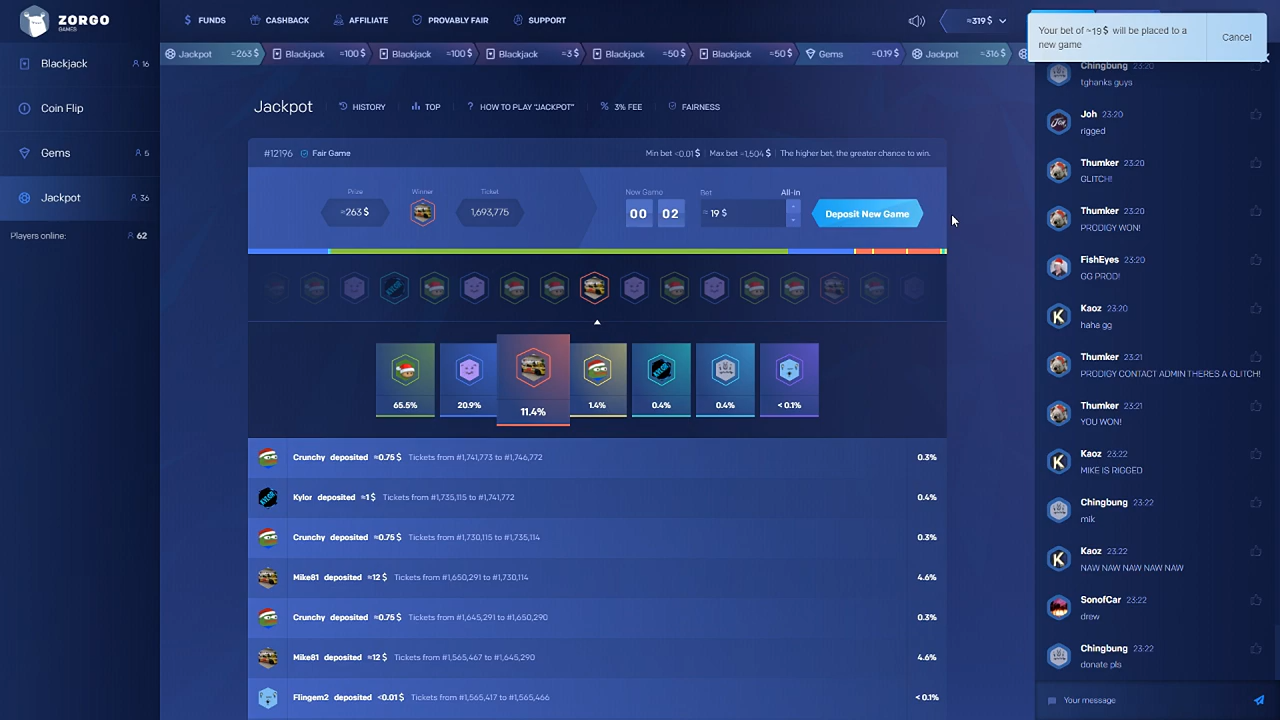 ZORGO
GAMES
FUNDS
CASHBACK
AFFILIATE
PROVABLY FAIR
SUPPORT
≈319 $
Your bet of ≈19 $ will be placed to a
new game
Cancel
Jackpot ≈263 $
Blackjack ≈100 $
Blackjack ≈100 $
Blackjack ≈3 $
Blackjack ≈50 $
Blackjack ≈50 $
Gems ≈0.19 $
Jackpot ≈316 $
Blackjack 16
Coin Flip
Gems 5
Jackpot 36
Players online: 62
Jackpot
HISTORY
TOP
? HOW TO PLAY "JACKPOT"
% 3% FEE
FAIRNESS
#12196 Fair Game
Min bet <0.01 $ | Max bet ≈1,604 $ | The higher bet, the greater chance to win.
Prize
≈263 $
Winner
Ticket
1,693,775
New Game
00 02
Bet
≈ 19 $
All-In
Deposit New Game
65.5%
20.9%
11.4%
1.4%
0.4%
0.4%
< 0.1%
Crunchy deposited ≈0.75 $ Tickets from #1,741,773 to #1,746,772 0.3%
Kylor deposited ≈1 $ Tickets from #1,735,115 to #1,741,772 0.4%
Crunchy deposited ≈0.75 $ Tickets from #1,730,115 to #1,735,114 0.3%
Mike81 deposited ≈12 $ Tickets from #1,650,291 to #1,730,114 4.6%
Crunchy deposited ≈0.75 $ Tickets from #1,645,291 to #1,650,290 0.3%
Mike81 deposited ≈12 $ Tickets from #1,565,467 to #1,645,290 4.6%
Flingem2 deposited <0.01 $ Tickets from #1,565,417 to #1,565,466 < 0.1%
Chingbung 23:20
tghanks guys
Joh 23:20
rigged
Thumker 23:20
GLITCH!
Thumker 23:20
PRODIGY WON!
FishEyes 23:20
GG PROD!
Kaoz 23:20
haha gg
Thumker 23:21
PRODIGY CONTACT ADMIN THERES A GLITCH!
Thumker 23:21
YOU WON!
Kaoz 23:22
MIKE IS RIGGED
Chingbung 23:22
mik
Kaoz 23:22
NAW NAW NAW NAW NAW
SonofCar 23:22
drew
Chingbung 23:22
donate pls
Your message